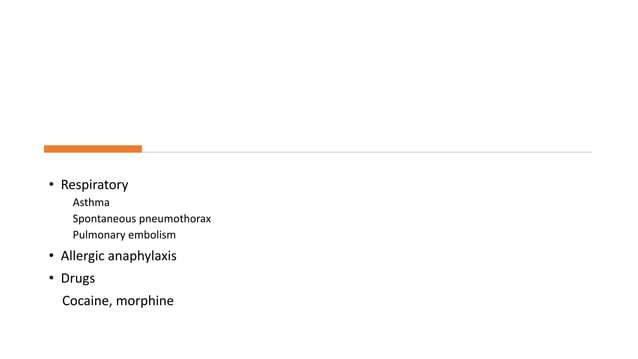 • Respiratory
Asthma
Spontaneous pneumothorax
Pulmonary embolism
• Allergic anaphylaxis
• Drugs
Cocaine, morphine